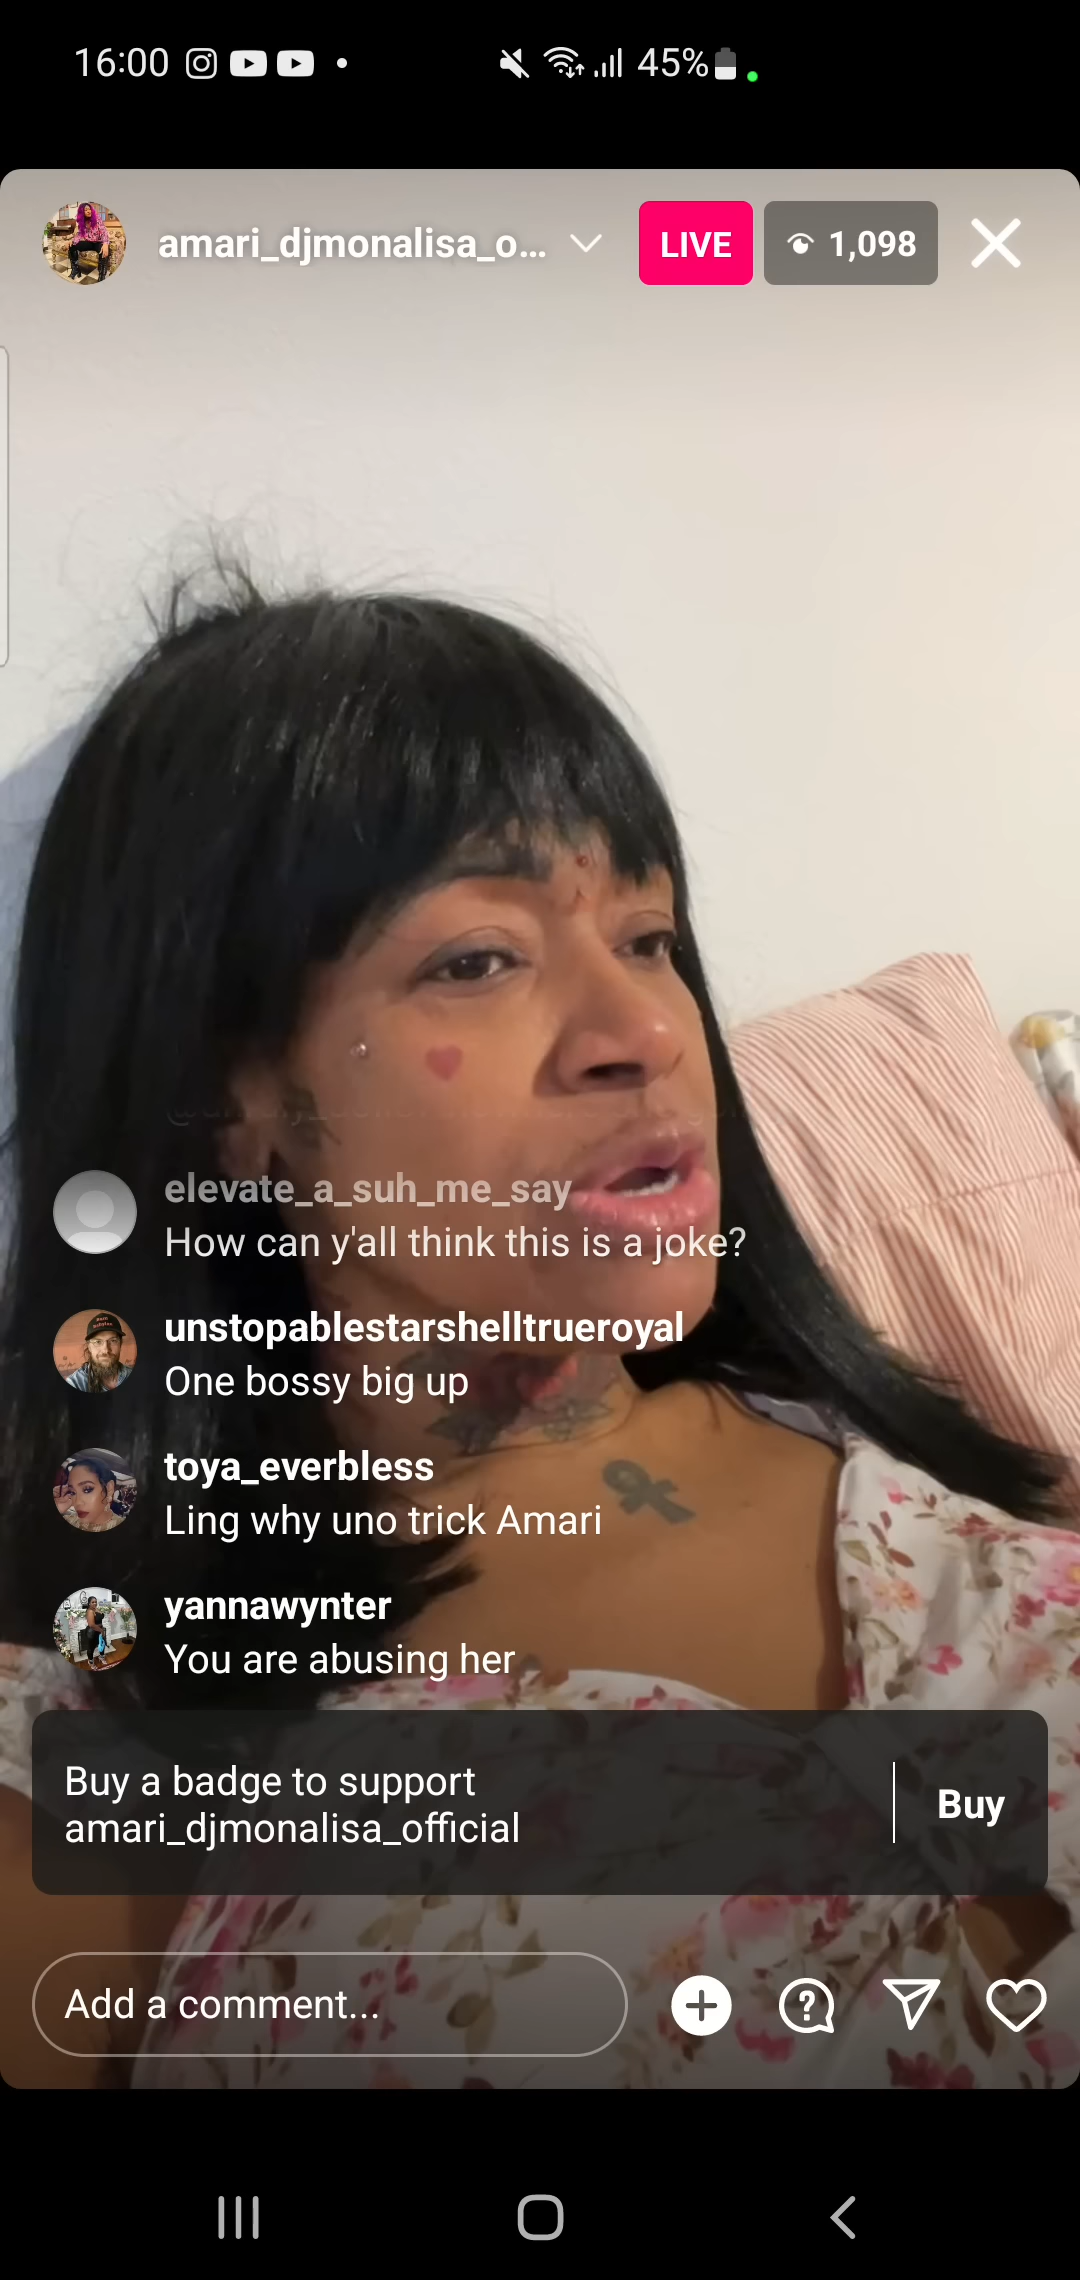 16:00
45%
amari_djmonalisa_o...
LIVE
1,098
elevate_a_suh_me_say
How can y'all think this is a joke?
unstopablestarshelltrueroyal
One bossy big up
toya_everbless
Ling why uno trick Amari
yannawynter
You are abusing her
Buy a badge to support
amari_djmonalisa_official
Buy
Add a comment...